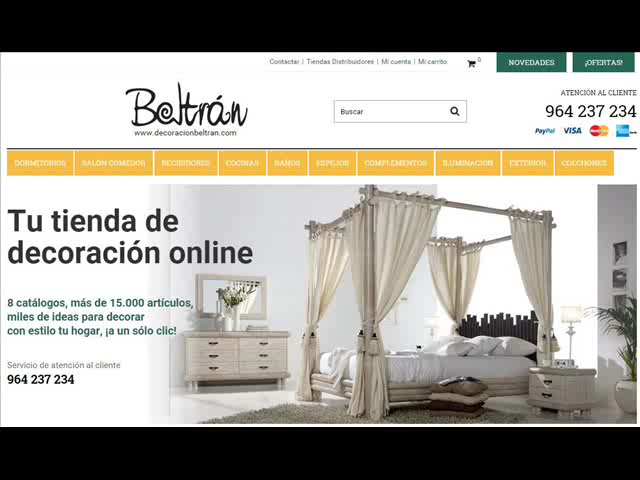 Contactar | Tiendas Distribuidores | Mi cuenta | Mi carrito
0
NOVEDADES
¡OFERTAS!
Beltrán
www.decoracionbeltran.com
Buscar
ATENCIÓN AL CLIENTE
964 237 234
PayPal VISA MasterCard
DORMITORIOS SALÓN COMEDOR RECIBIDORES COCINAS BAÑOS ESPEJOS COMPLEMENTOS ILUMINACIÓN EXTERIOR COLCHONES
Tu tienda de
decoración online
8 catálogos, más de 15.000 artículos,
miles de ideas para decorar
con estilo tu hogar, ¡a un sólo clic!
Servicio de atención al cliente
964 237 234